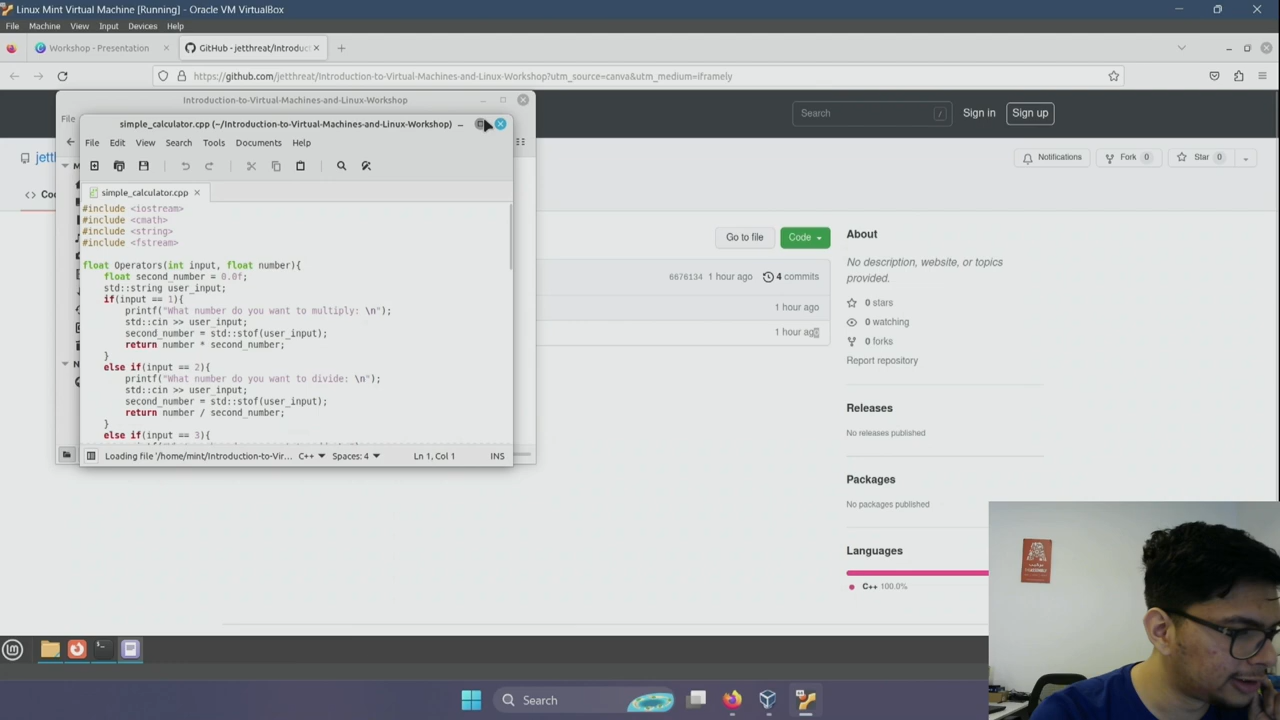 Linux Mint Virtual Machine [Running] - Oracle VM VirtualBox
File Machine View Input Devices Help
Workshop - Presentation
GitHub - jetthreat/Introduc
https://github.com/jetthreat/Introduction-to-Virtual-Machines-and-Linux-Workshop?utm_source=canva&utm_medium=iframely
Introduction-to-Virtual-Machines-and-Linux-Workshop
File
simple_calculator.cpp (~/Introduction-to-Virtual-Machines-and-Linux-Workshop)
File Edit View Search Tools Documents Help
simple_calculator.cpp
#include <iostream>
#include <cmath>
#include <string>
#include <fstream>
float Operators(int input, float number){
float second_number = 0.0f;
std::string user_input;
if(input == 1){
printf("What number do you want to multiply: \n");
std::cin >> user_input;
second_number = std::stof(user_input);
return number * second_number;
}
else if(input == 2){
printf("What number do you want to divide: \n");
std::cin >> user_input;
second_number = std::stof(user_input);
return number / second_number;
}
else if(input == 3){
Loading file '/home/mint/Introduction-to-Vir... C++ Spaces: 4 Ln 1, Col 1 INS
Search /
Sign in
Sign up
jett
Notifications
Fork 0
Star 0
<> Co
Go to file
Code
6676134 1 hour ago 4 commits
1 hour ago
1 hour ago
About
No description, website, or topics
provided.
0 stars
0 watching
0 forks
Report repository
Releases
No releases published
Packages
No packages published
Languages
C++ 100.0%
Search